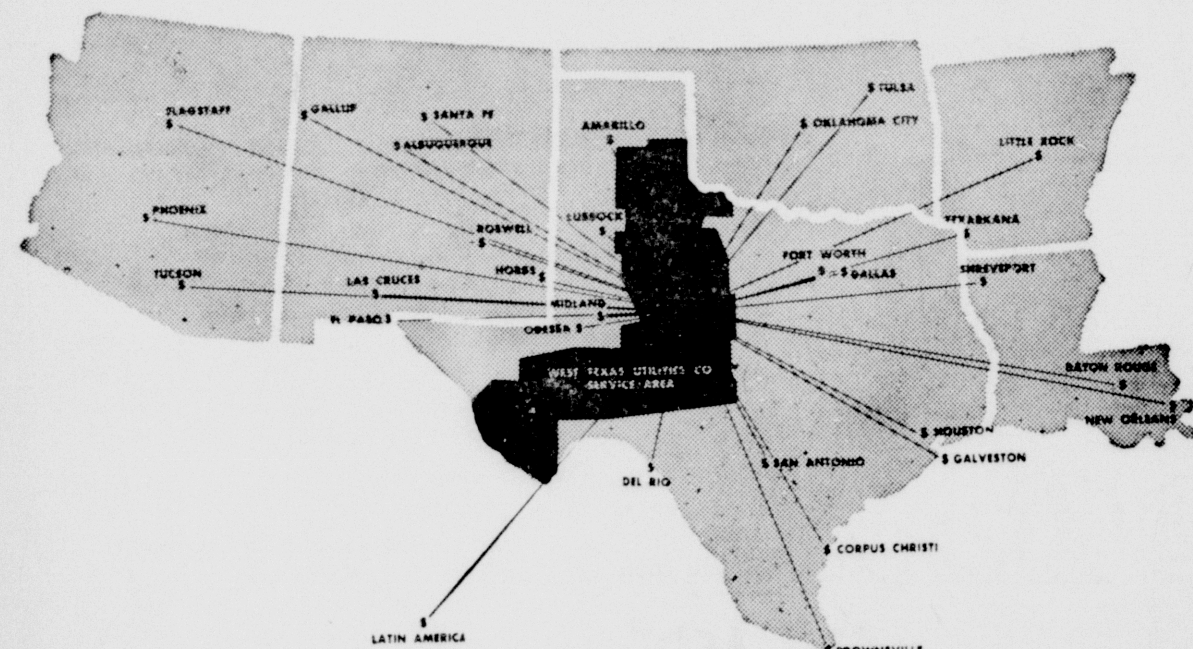 $ TULSA
FLAGSTAFF
$
$ GALLUP
$ SANTA FE
AMARILLO
$
$ OKLAHOMA CITY
$ ALBUQUERQUE
LITTLE ROCK
$
$ PHOENIX
LUBBOCK
$
TEXARKANA
$
ROSWELL
$
FORT WORTH
$
$ DALLAS
SHREVEPORT
$
TUCSON
$
LAS CRUCES
$
HOBBS $
MIDLAND
$
EL PASO $
ODESSA $
WEST TEXAS UTILITIES CO
SERVICE AREA
BATON ROUGE
$
$
NEW ORLEANS
$ HOUSTON
$ GALVESTON
$ SAN ANTONIO
$
DEL RIO
$ CORPUS CHRISTI
$
LATIN AMERICA
$ BROWNSVILLE